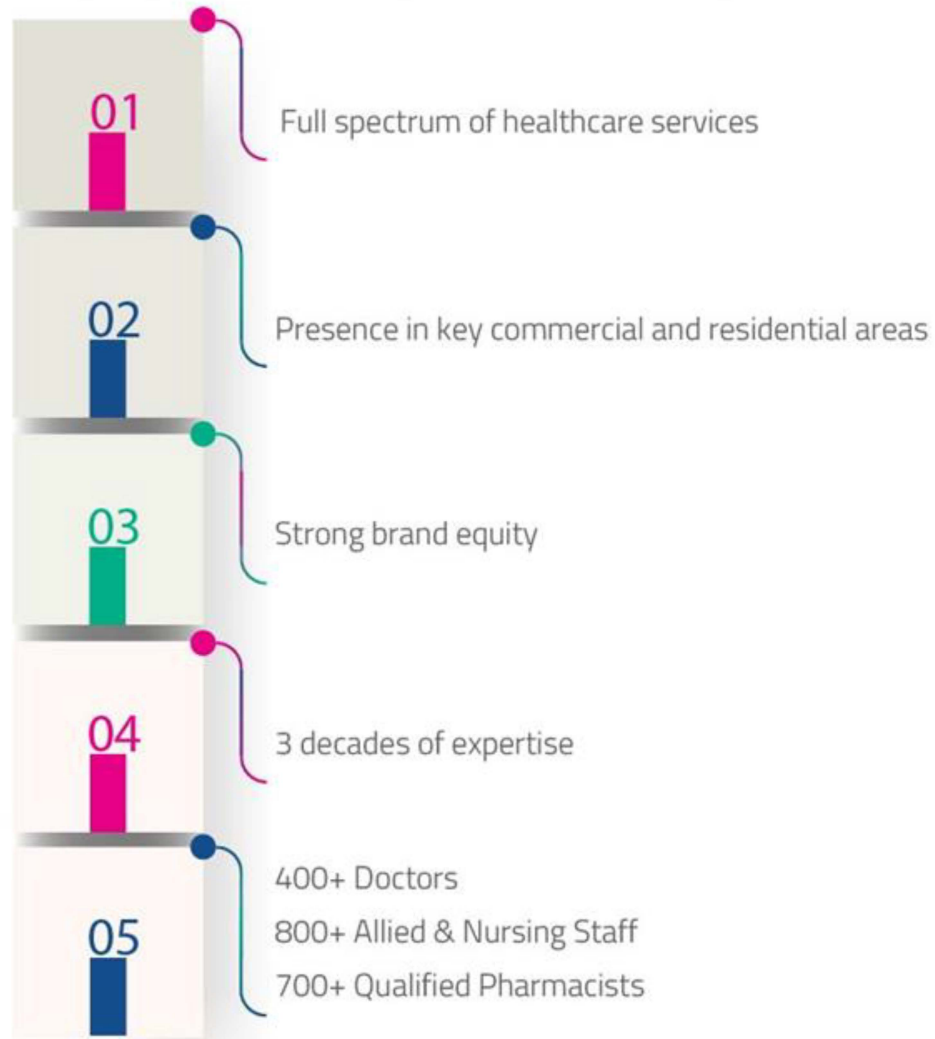 01
Full spectrum of healthcare services
02
Presence in key commercial and residential areas
03
Strong brand equity
04
3 decades of expertise
05
400+ Doctors
800+ Allied & Nursing Staff
700+ Qualified Pharmacists